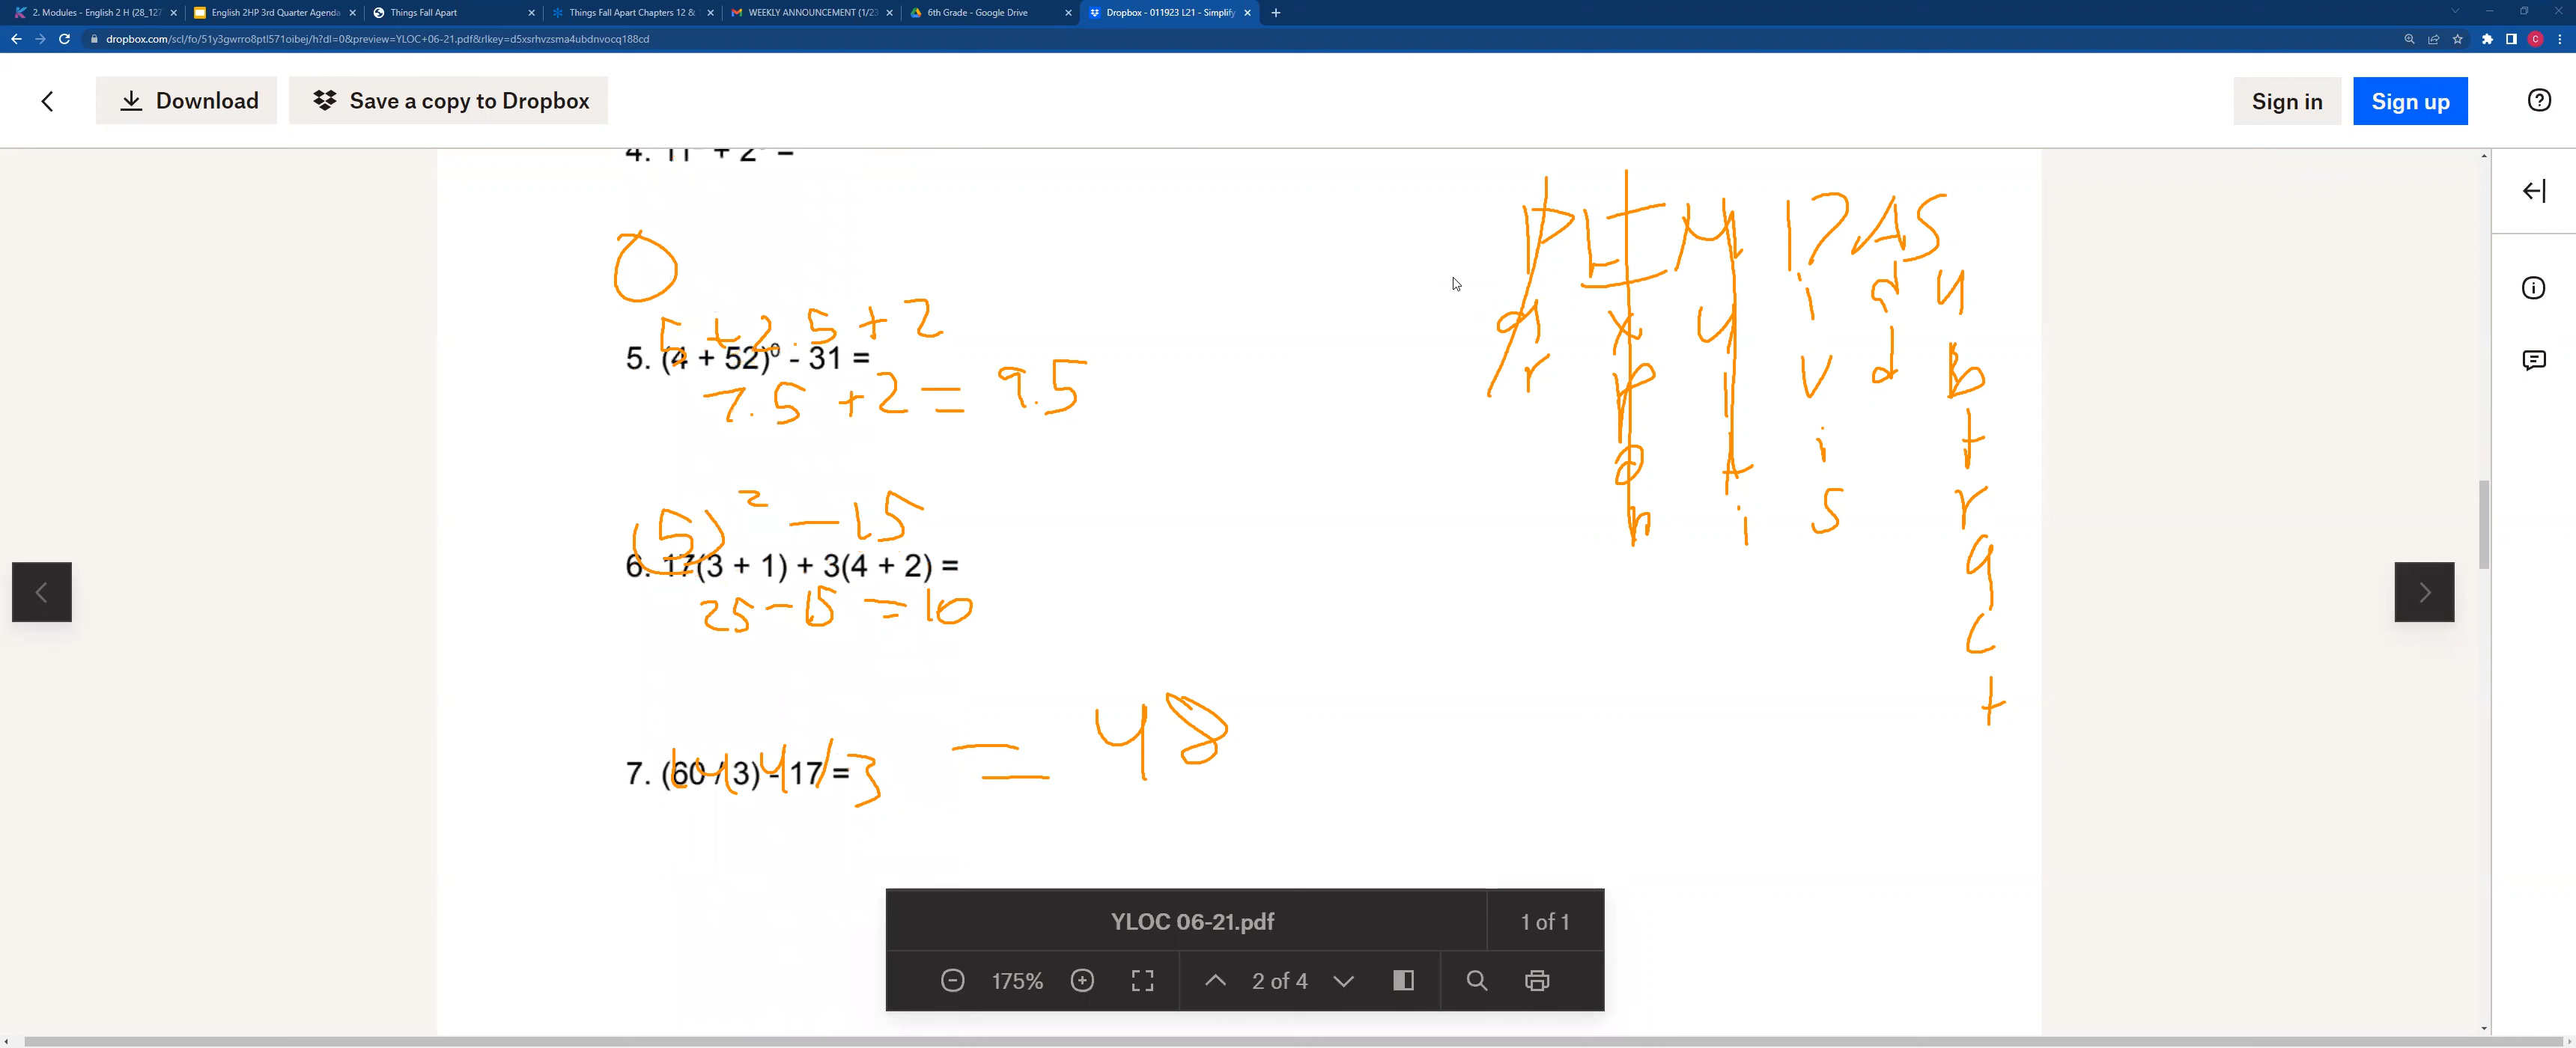 2. Modules - English 2 H (28_127
English 2HP 3rd Quarter Agenda
Things Fall Apart
Things Fall Apart Chapters 12 &
WEEKLY ANNOUNCEMENT (1/23
6th Grade - Google Drive
Dropbox - 011923 L21 - Simplify
dropbox.com/scl/fo/51y3gwrro8ptl571oibej/h?dl=0&preview=YLOC+06-21.pdf&rlkey=d5xsrhvzsma4ubdnvocq188cd
Download
Save a copy to Dropbox
Sign in
Sign up
0
5 + 2.5 + 2
5. (4 + 52)⁰ - 31 =
7.5 + 2 = 9.5
(5)² - 15
6. 17(3 + 1) + 3(4 + 2) =
25 - 15 = 10
7. (60 / 3) - 17 =
144/3 = 48
YLOC 06-21.pdf
1 of 1
175%
2 of 4